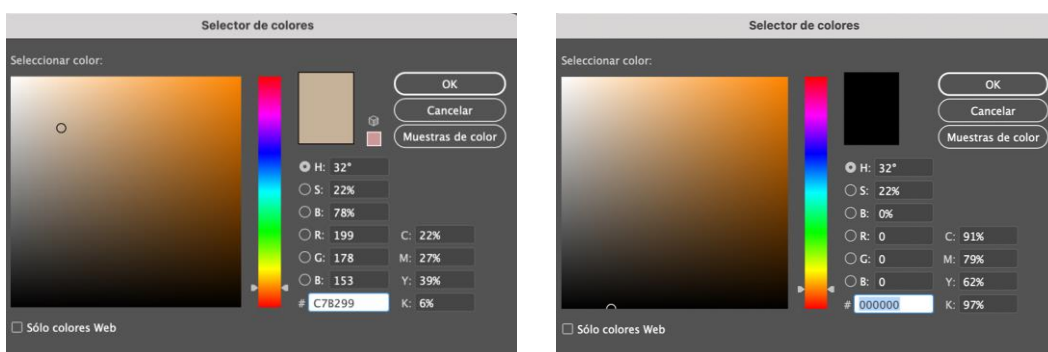 Selector de colores
Seleccionar color:
OK
Cancelar
Muestras de color
H: 32°
S: 22%
B: 78%
R: 199 C: 22%
G: 178 M: 27%
B: 153 Y: 39%
# C7B299 K: 6%
Sólo colores Web
Selector de colores
Seleccionar color:
OK
Cancelar
Muestras de color
H: 32°
S: 22%
B: 0%
R: 0 C: 91%
G: 0 M: 79%
B: 0 Y: 62%
# 000000 K: 97%
Sólo colores Web